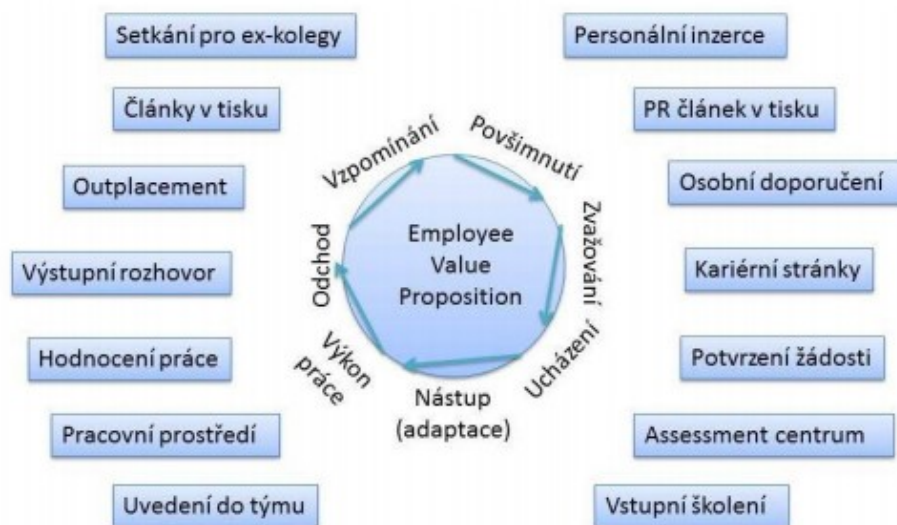 Setkání pro ex-kolegy
Personální inzerce
Články v tisku
PR článek v tisku
Vzpomínání
Povšimnutí
Outplacement
Osobní doporučení
Employee
Value
Proposition
Odchod
Zvažování
Výstupní rozhovor
Kariérní stránky
Výkon
práce
Ucházení
Hodnocení práce
Potvrzení žádosti
Nástup
(adaptace)
Pracovní prostředí
Assessment centrum
Uvedení do týmu
Vstupní školení